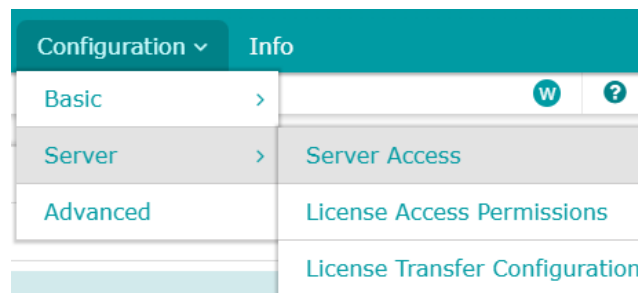 Configuration Info
Basic
W ?
Server
Server Access
Advanced
License Access Permissions
License Transfer Configuration